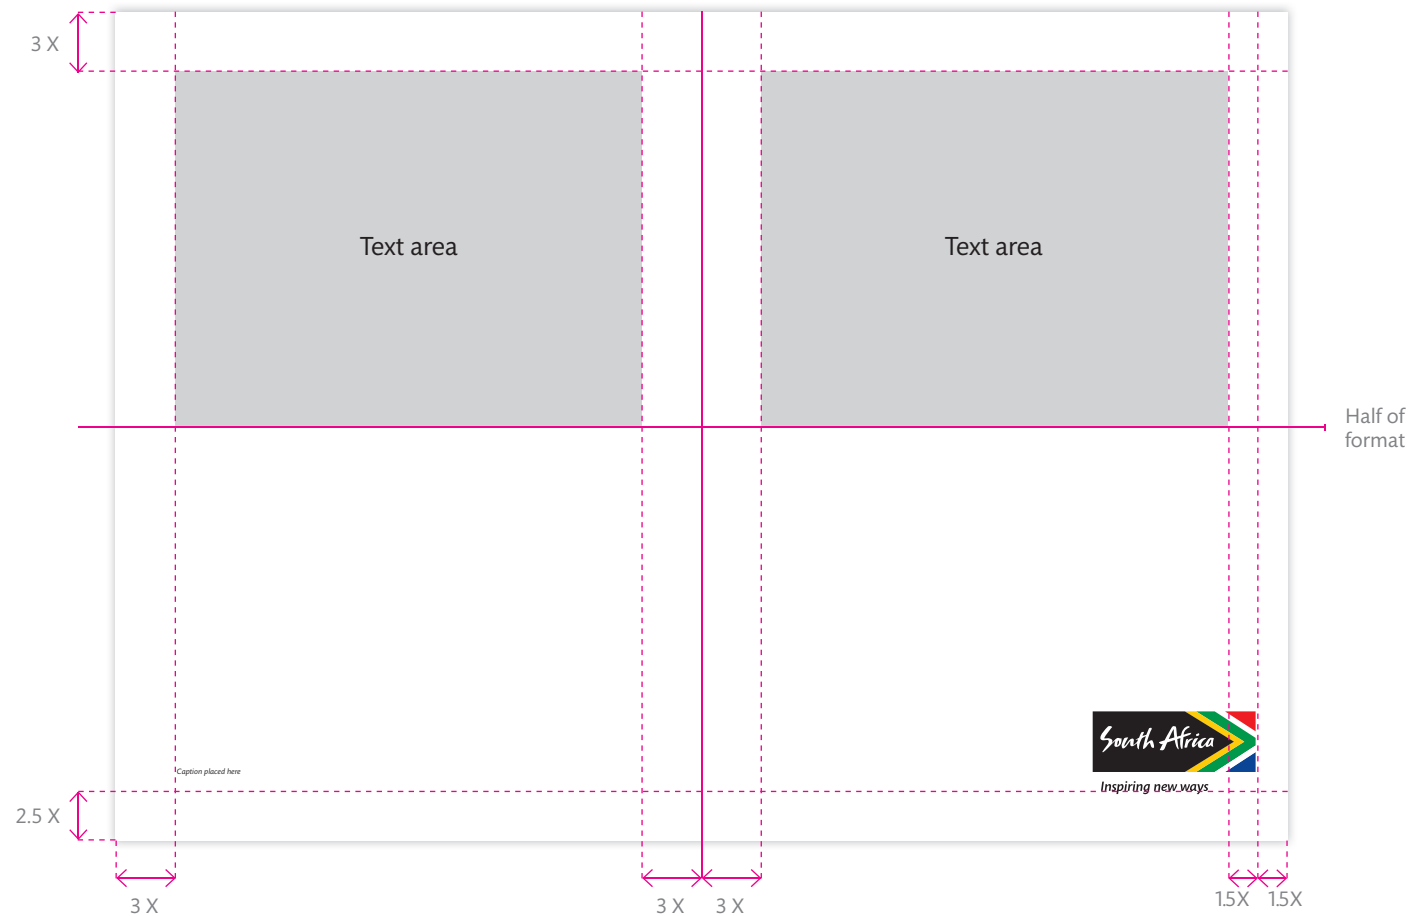 3 X
Text area
Text area
Half of
format
South Africa
Caption placed here
Inspiring new ways
2.5 X
3 X
3 X
3 X
1.5X
1.5X